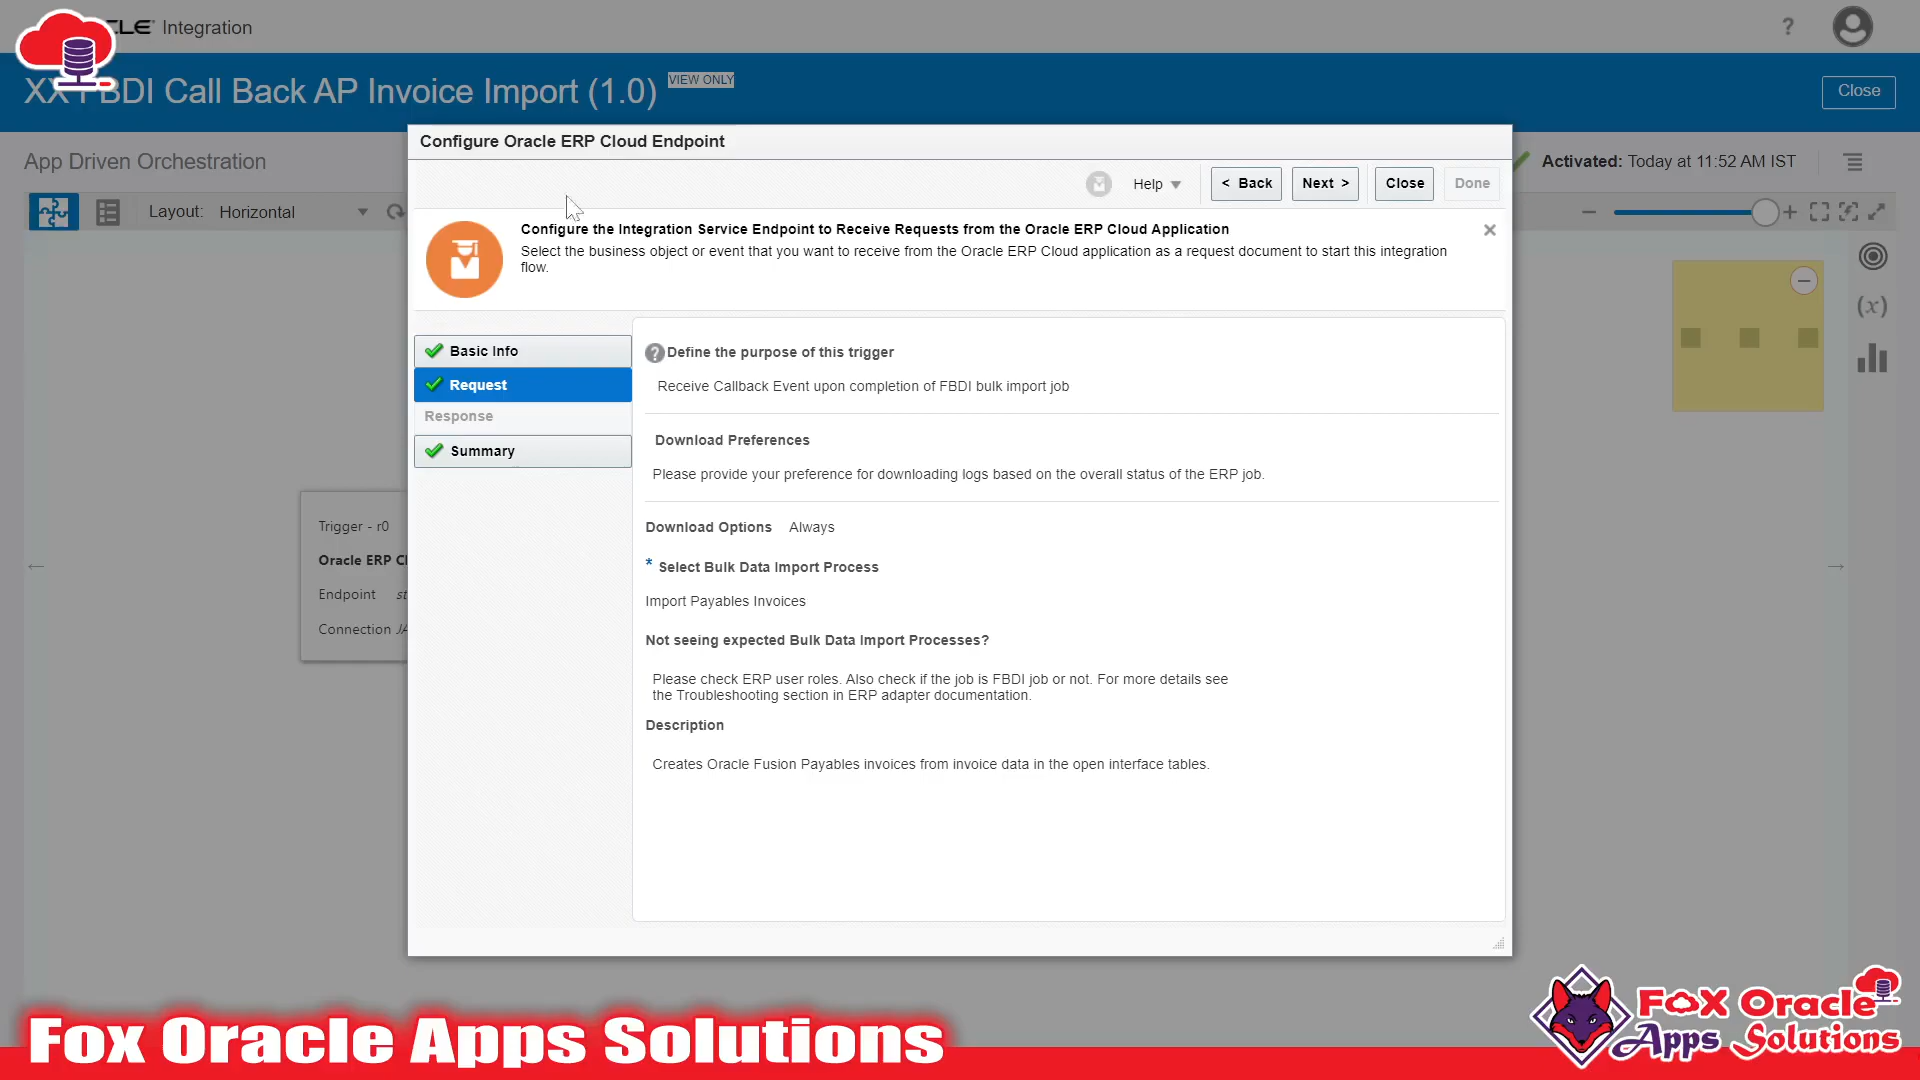 CLE Integration
?
XX FBDI Call Back AP Invoice Import (1.0) VIEW ONLY
Close
App Driven Orchestration
Activated: Today at 11:52 AM IST
Layout: Horizontal
Configure Oracle ERP Cloud Endpoint
Help
< Back
Next >
Close
Done
Configure the Integration Service Endpoint to Receive Requests from the Oracle ERP Cloud Application
Select the business object or event that you want to receive from the Oracle ERP Cloud application as a request document to start this integration
flow.
Basic Info
Request
Response
Summary
? Define the purpose of this trigger
Receive Callback Event upon completion of FBDI bulk import job
Download Preferences
Please provide your preference for downloading logs based on the overall status of the ERP job.
Download Options Always
* Select Bulk Data Import Process
Import Payables Invoices
Not seeing expected Bulk Data Import Processes?
Please check ERP user roles. Also check if the job is FBDI job or not. For more details see
the Troubleshooting section in ERP adapter documentation.
Description
Creates Oracle Fusion Payables invoices from invoice data in the open interface tables.
Trigger - r0
Oracle ERP Cl
Endpoint st
Connection JA
(x)
Fox Oracle Apps Solutions
Fox Oracle
Apps Solutions